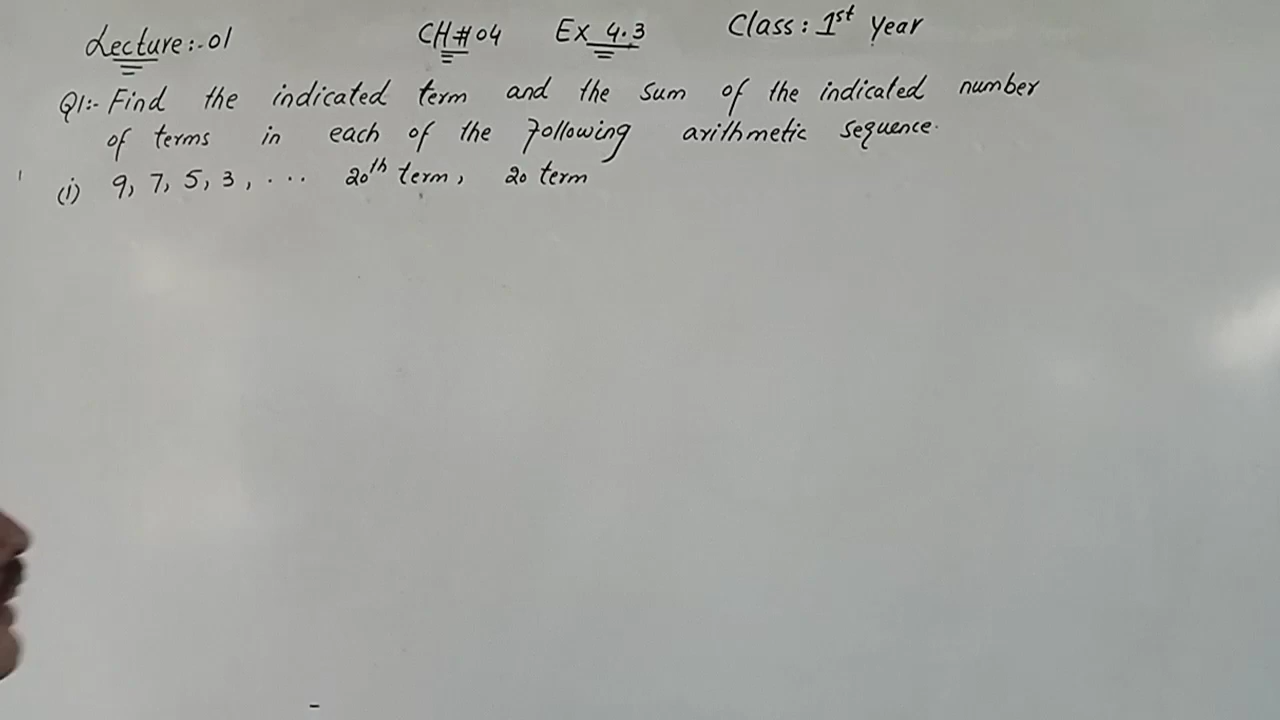 Lecture:-01 CH#04 Ex 4.3 Class: 1st Year
Q1:- Find the indicated term and the sum of the indicated number
of terms in each of the following arithmetic sequence.
(i) 9, 7, 5, 3, ... 20th term, 20 term